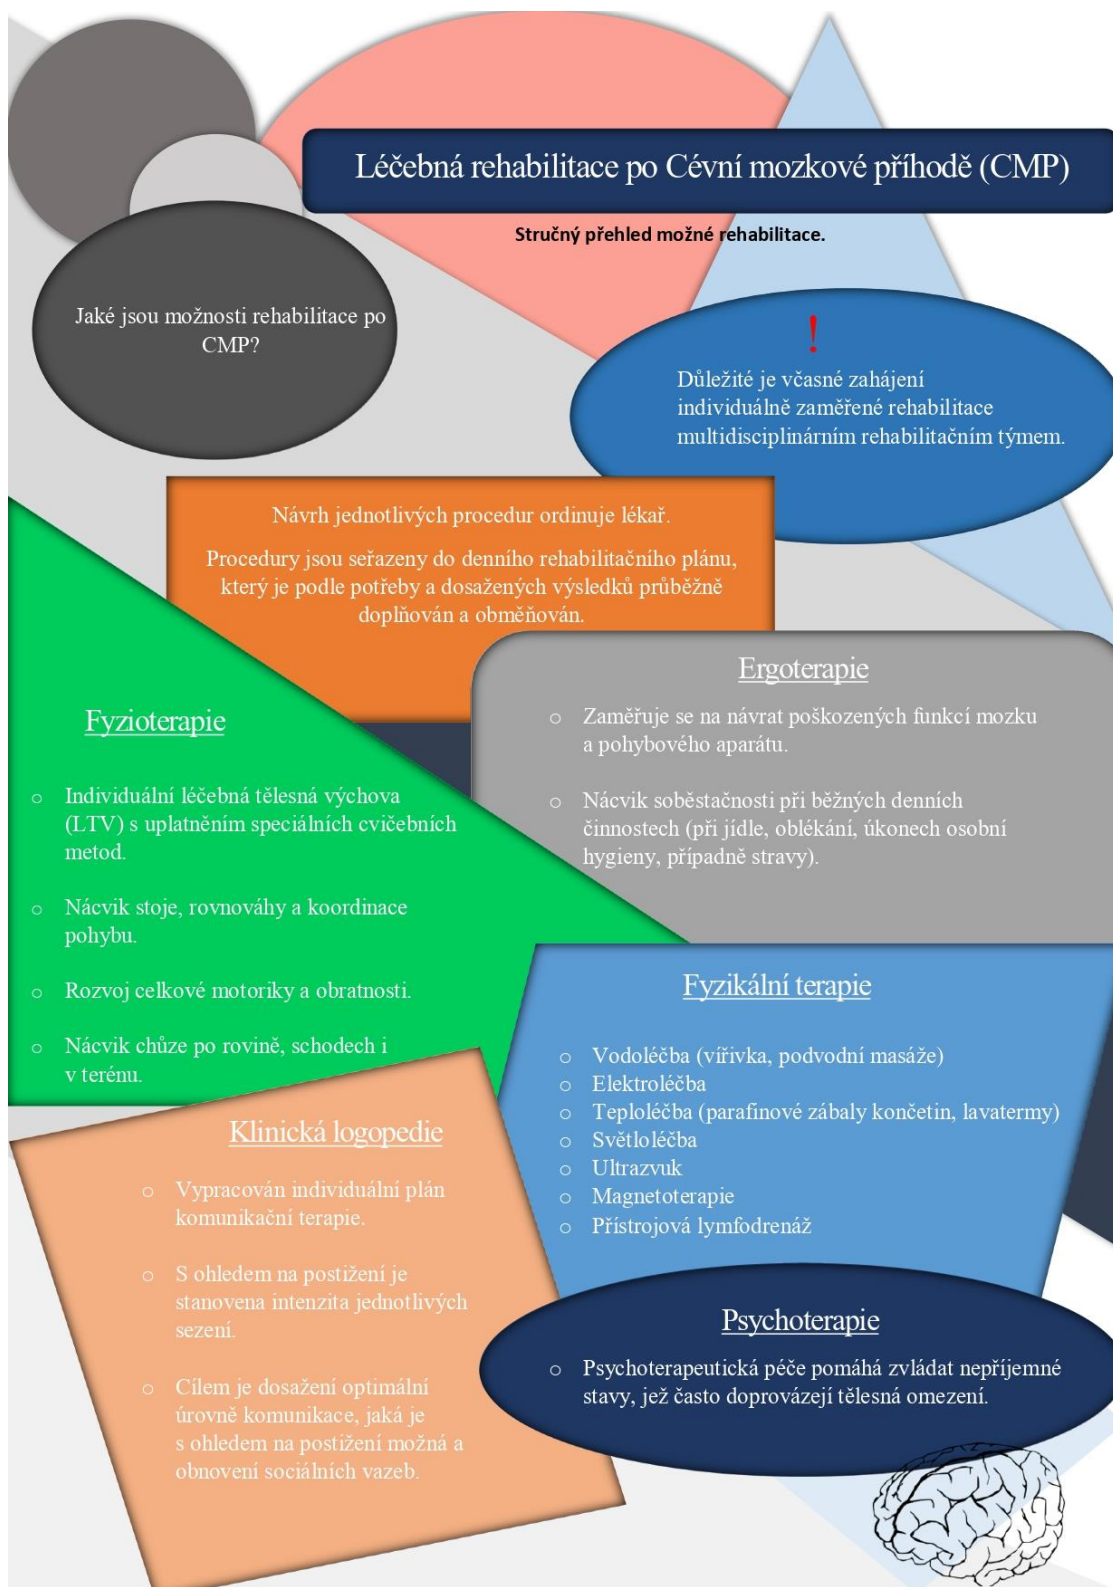 Léčebná rehabilitace po Cévní mozkové příhodě (CMP)
Stručný přehled možné rehabilitace.
Jaké jsou možnosti rehabilitace po
CMP?
!
Důležité je včasné zahájení
individuálně zaměřené rehabilitace
multidisciplinárním rehabilitačním týmem.
Návrh jednotlivých procedur ordinuje lékař.
Procedury jsou seřazeny do denního rehabilitačního plánu,
který je podle potřeby a dosažených výsledků průběžně
doplňován a obměňován.
Ergoterapie
o Zaměřuje se na návrat poškozených funkcí mozku
a pohybového aparátu.
o Nácvik soběstačnosti při běžných denních
činnostech (při jídle, oblékání, úkonech osobní
hygieny, případně stravy).
Fyzioterapie
o Individuální léčebná tělesná výchova
(LTV) s uplatněním speciálních cvičebních
metod.
o Nácvik stoje, rovnováhy a koordinace
pohybu.
o Rozvoj celkové motoriky a obratnosti.
o Nácvik chůze po rovině, schodech i
v terénu.
Fyzikální terapie
o Vodoléčba (vířivka, podvodní masáže)
o Elektroléčba
o Teploléčba (parafinové zábaly končetin, lavatermy)
o Světloléčba
o Ultrazvuk
o Magnetoterapie
o Přístrojová lymfodrenáž
Klinická logopedie
o Vypracován individuální plán
komunikační terapie.
o S ohledem na postižení je
stanovena intenzita jednotlivých
sezení.
o Cílem je dosažení optimální
úrovně komunikace, jaká je
s ohledem na postižení možná a
obnovení sociálních vazeb.
Psychoterapie
o Psychoterapeutická péče pomáhá zvládat nepříjemné
stavy, jež často doprovázejí tělesná omezení.